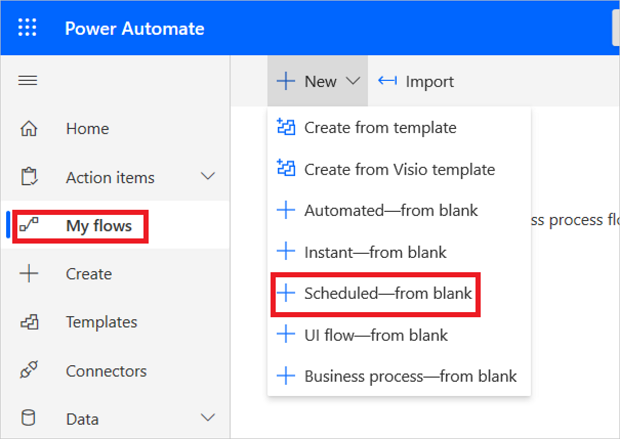 Power Automate
New
Import
Home
Create from template
Action items
Create from Visio template
My flows
Automated—from blank
ss process flo
Instant—from blank
Create
Scheduled—from blank
Templates
UI flow—from blank
Connectors
Business process—from blank
Data